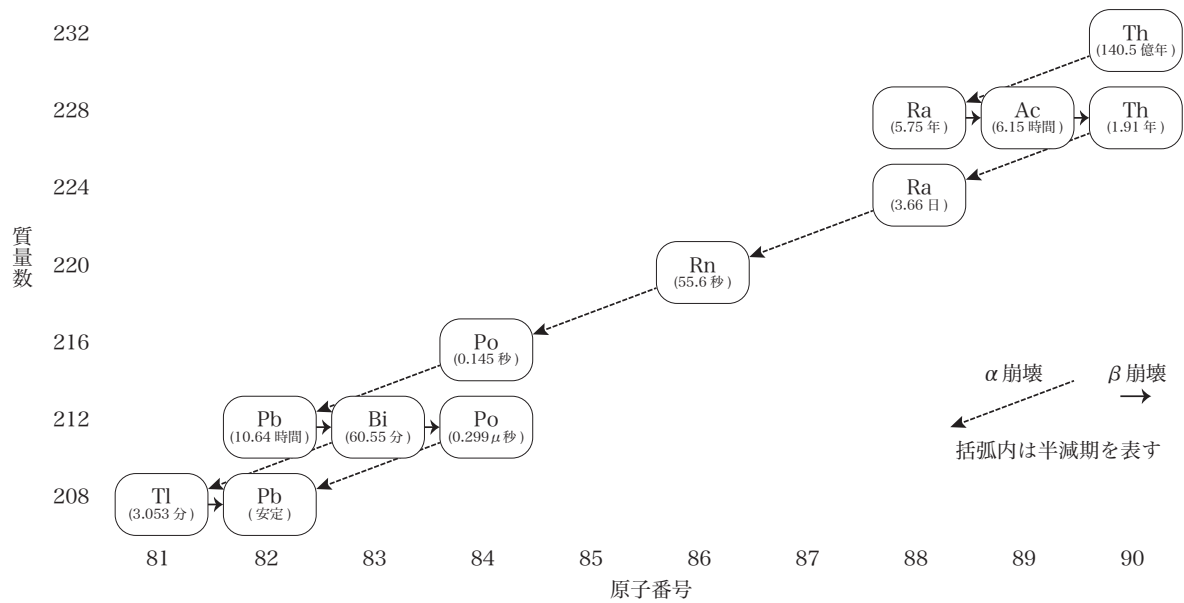 232
Th
(140.5 億年)
228
Ra
(5.75 年)
Ac
(6.15 時間)
Th
(1.91 年)
224
Ra
(3.66 日)
質量数
220
Rn
(55.6 秒)
216
Po
(0.145 秒)
α 崩壊
β 崩壊
212
Pb
(10.64 時間)
Bi
(60.55 分)
Po
(0.299μ秒)
括弧内は半減期を表す
208
Tl
(3.053 分)
Pb
(安定)
81 82 83 84 85 86 87 88 89 90
原子番号